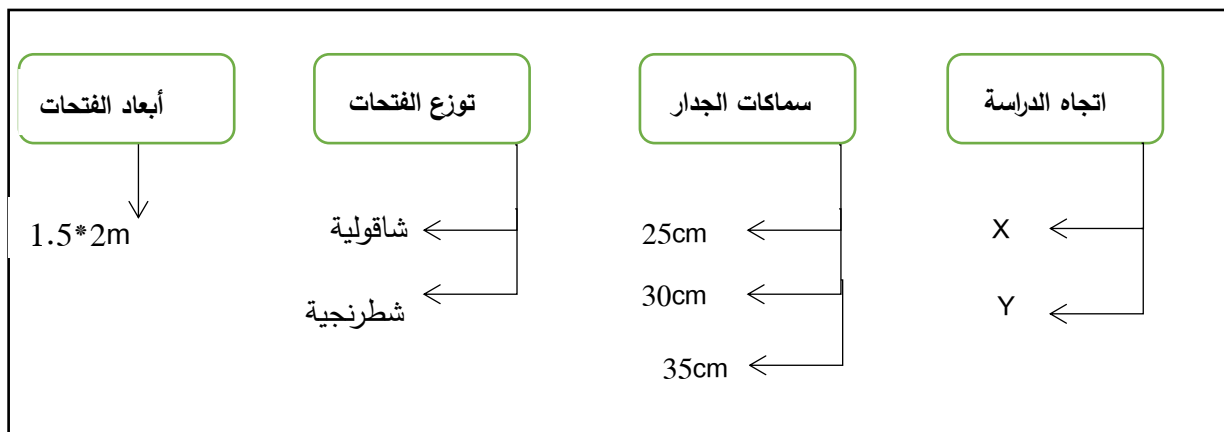 اتجاه الدراسة
X
Y
سماكات الجدار
25cm
30cm
35cm
توزع الفتحات
شاقولية
شطرنجية
أبعاد الفتحات
1.5*2m